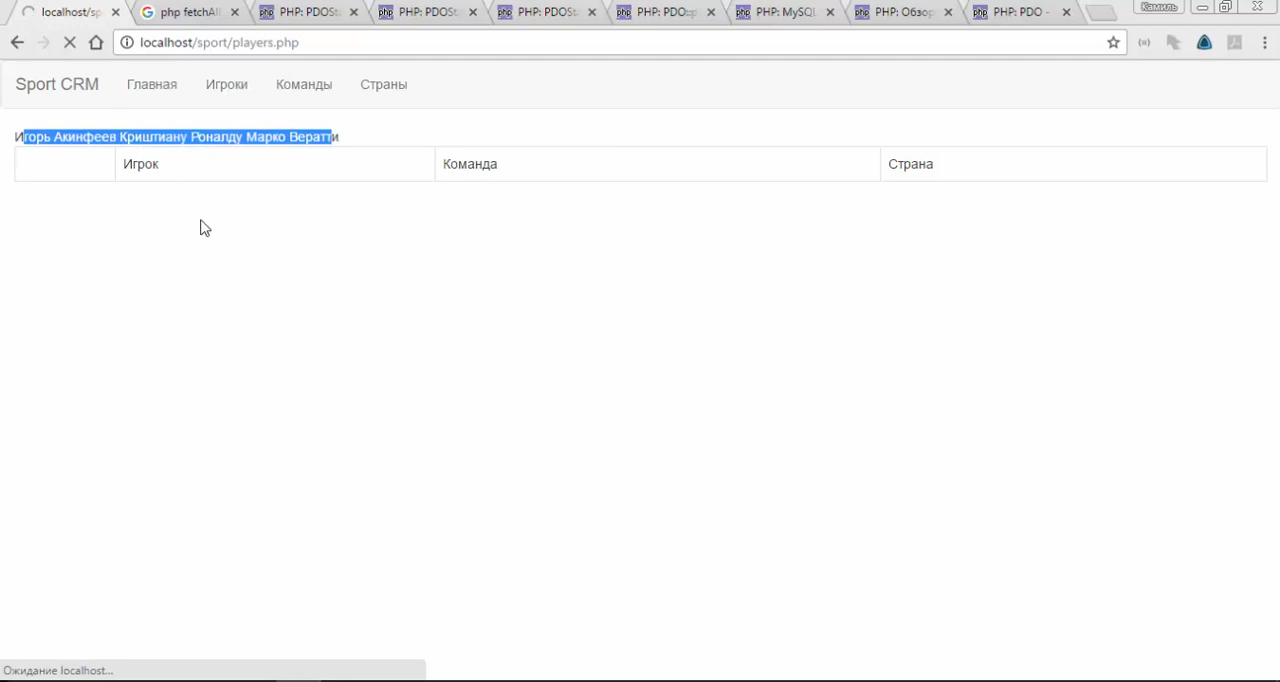 localhost/sp
php fetchAll
PHP: PDOSt
PHP: PDOSt
PHP: PDOSt
PHP: PDO::p
PHP: MySQL
PHP: Обзор
PHP: PDO -
Камиль
localhost/sport/players.php
Sport CRM Главная Игроки Команды Страны
Игорь Акинфеев Криштиану Роналду Марко Вератти
Игрок Команда Страна
Ожидание localhost...